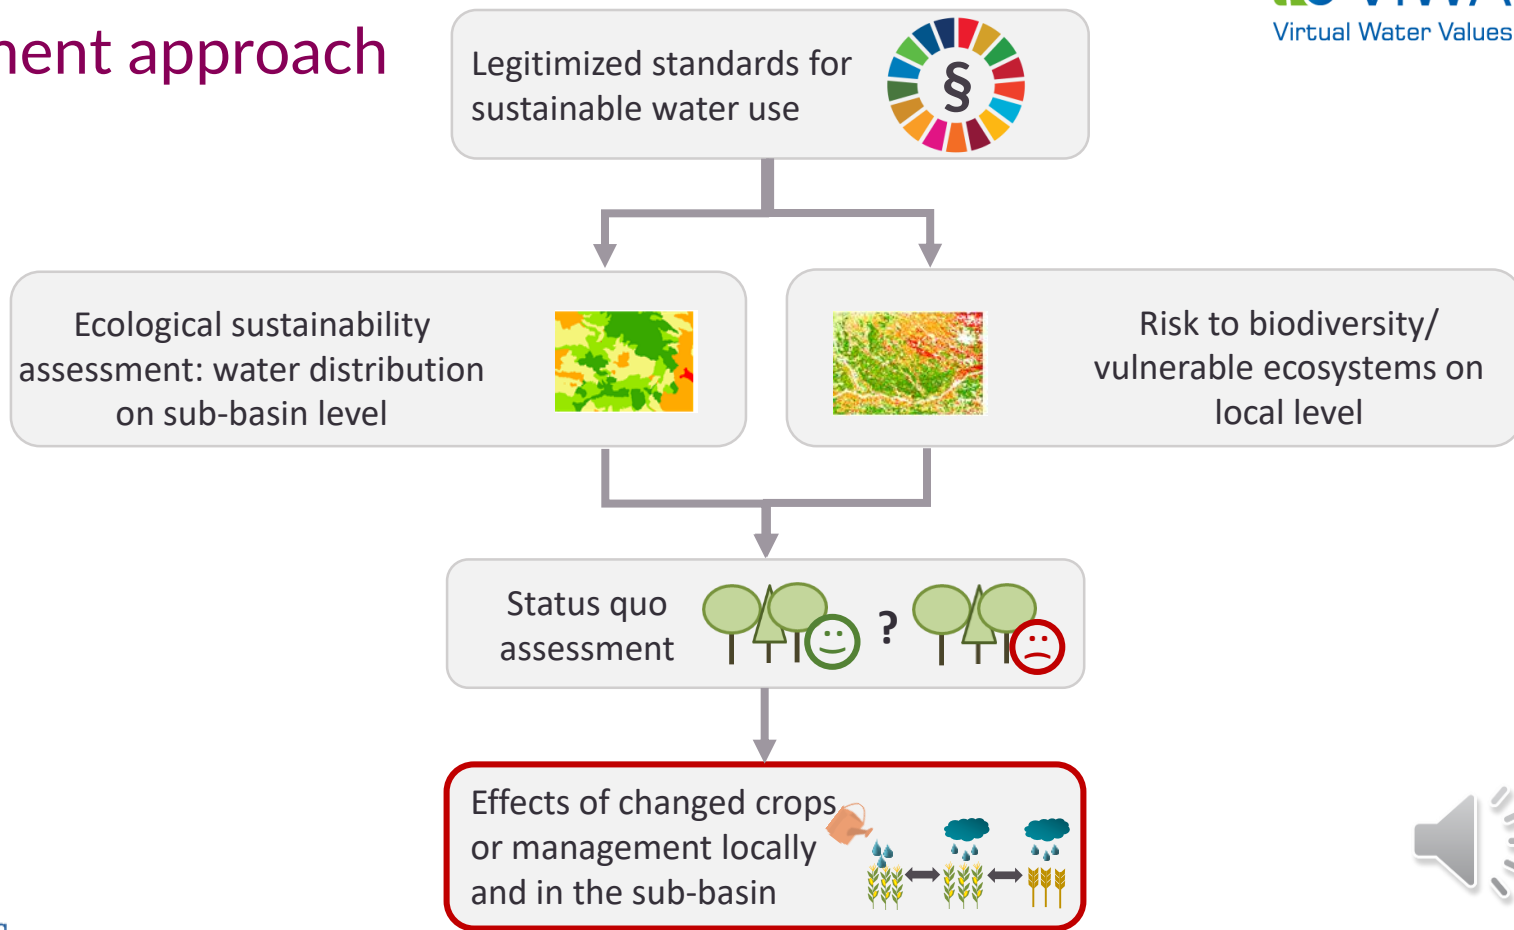 ment approach
Virtual Water Values
Legitimized standards for
sustainable water use
§
Ecological sustainability
assessment: water distribution
on sub-basin level
Risk to biodiversity/
vulnerable ecosystems on
local level
Status quo
assessment
?
Effects of changed crops
or management locally
and in the sub-basin